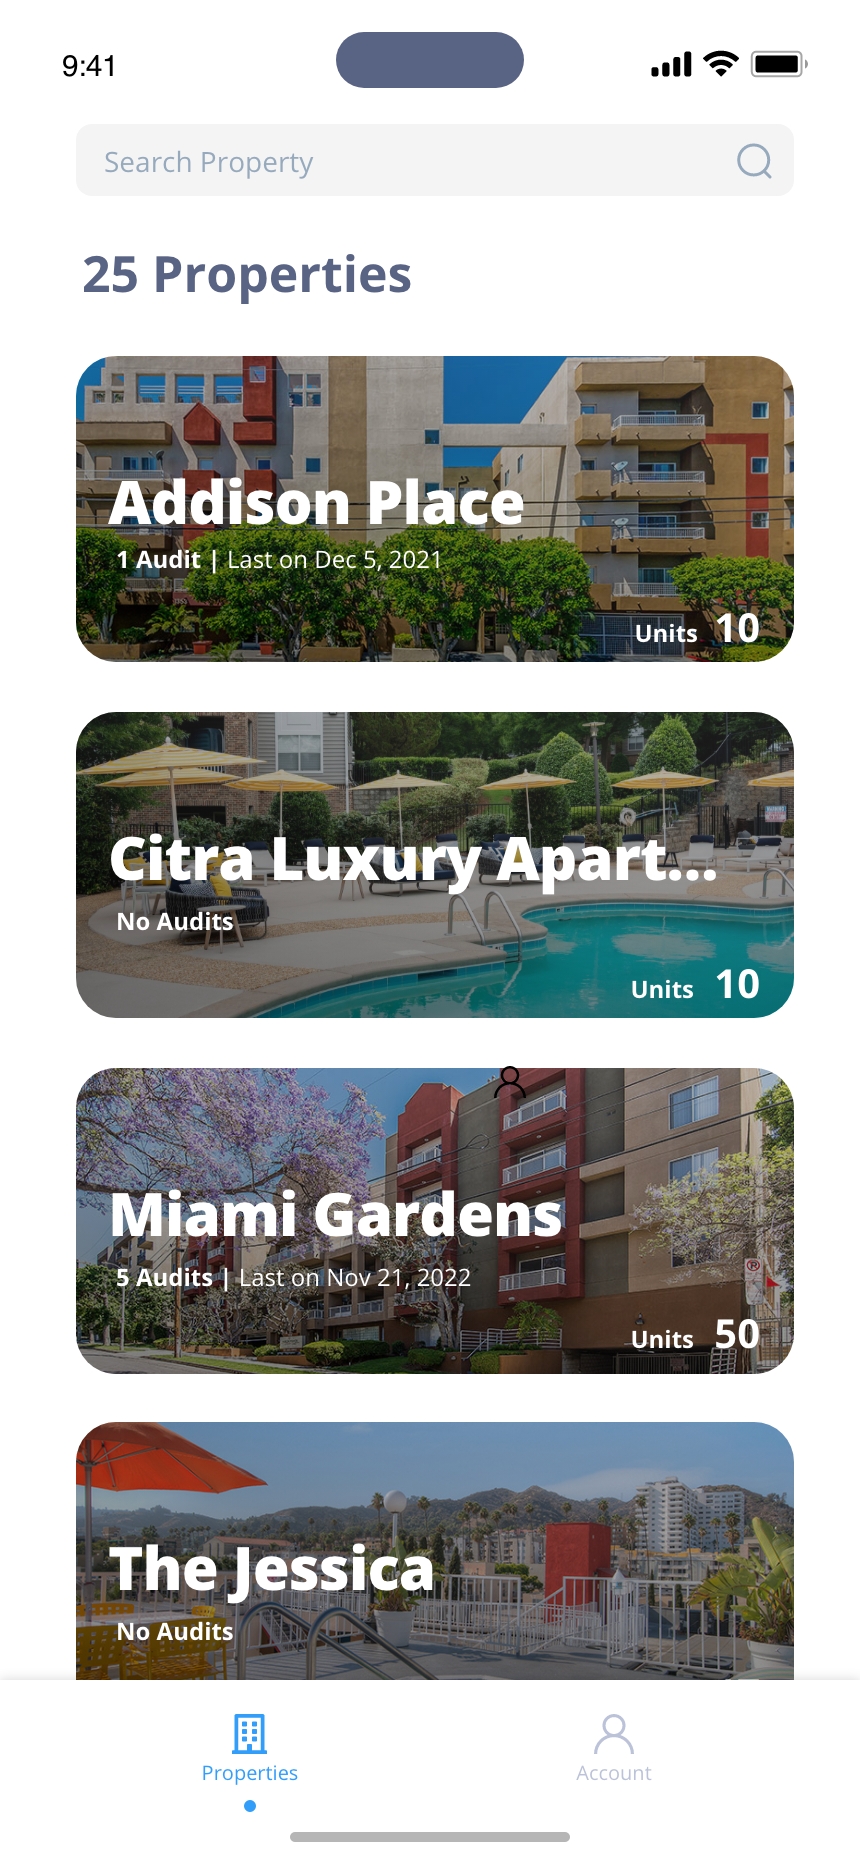 9:41
Search Property
25 Properties
Addison Place
1 Audit | Last on Dec 5, 2021
Units 10
Citra Luxury Apart...
No Audits
Units 10
Miami Gardens
5 Audits | Last on Nov 21, 2022
Units 50
The Jessica
No Audits
Properties
Account